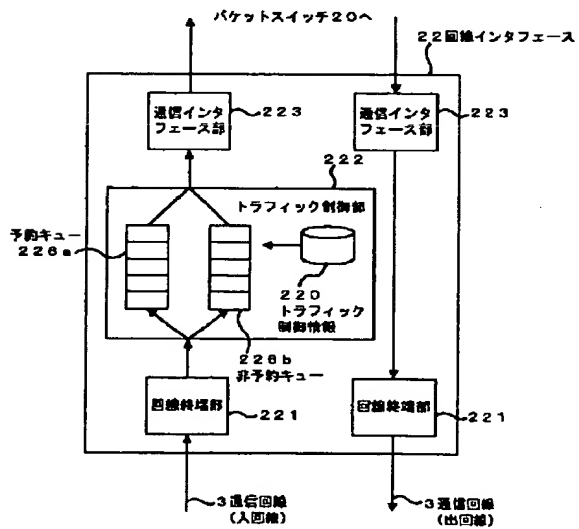 パケットスイッチ20へ
22回線インタフェース
通信インタ
フェース部
223
通信インタ
フェース部
223
222
トラフィック制御部
予約キュー
226a
220
トラフィック
制御情報
226b
非予約キュー
回線終端部
221
回線終端部
221
3通信回線
(入回線)
3通信回線
(出回線)